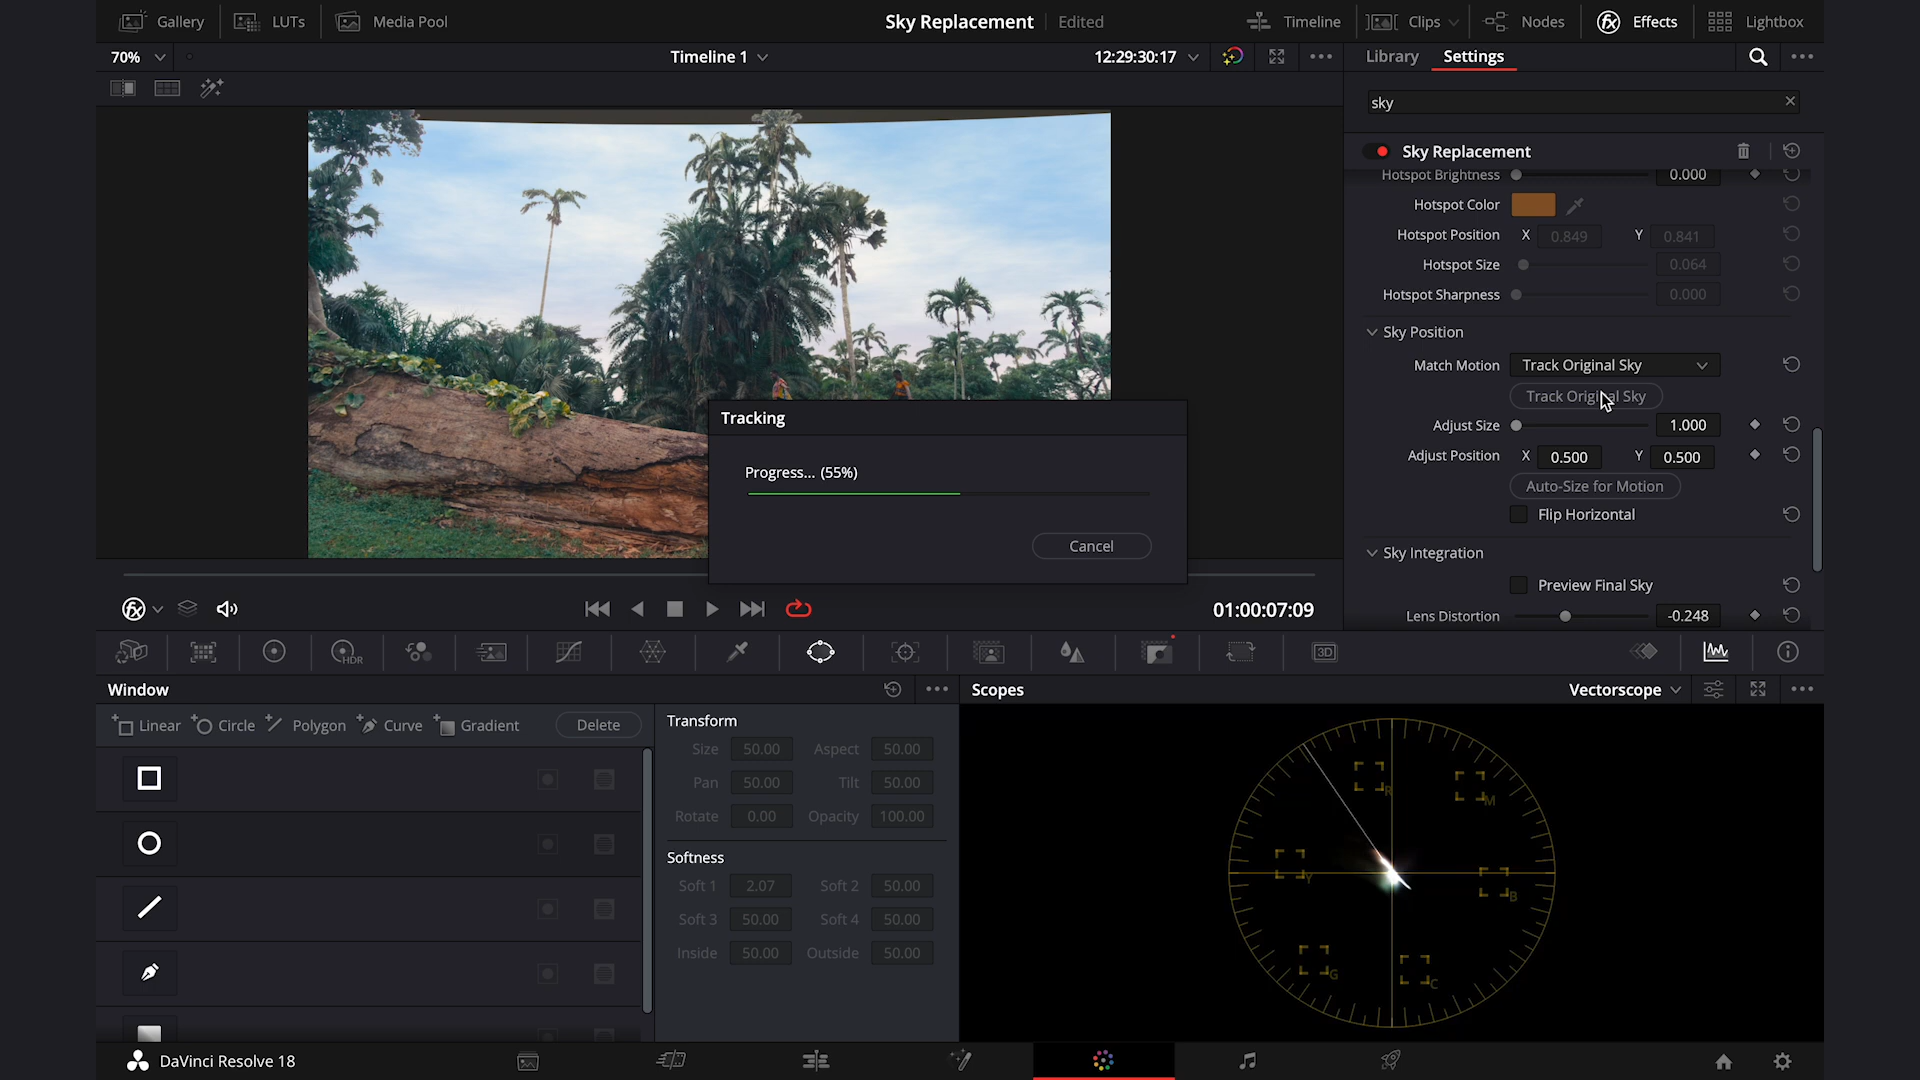 Gallery
LUTs
Media Pool
Sky Replacement
Edited
Timeline
Clips
Nodes
Effects
Lightbox
70%
Timeline 1
12:29:30:17
Library
Settings
sky
Sky Replacement
Hotspot Brightness 0.000
Hotspot Color
Hotspot Position X 0.849 Y 0.841
Hotspot Size 0.064
Hotspot Sharpness 0.000
Sky Position
Match Motion Track Original Sky
Track Original Sky
Adjust Size 1.000
Adjust Position X 0.500 Y 0.500
Auto-Size for Motion
Flip Horizontal
Sky Integration
Preview Final Sky
Lens Distortion -0.248
Tracking
Progress... (55%)
Cancel
01:00:07:09
HDR
3D
Window
Linear
Circle
Polygon
Curve
Gradient
Delete
Transform
Size 50.00 Aspect 50.00
Pan 50.00 Tilt 50.00
Rotate 0.00 Opacity 100.00
Softness
Soft 1 2.07 Soft 2 50.00
Soft 3 50.00 Soft 4 50.00
Inside 50.00 Outside 50.00
Scopes
Vectorscope
R
M
Y
B
G
C
DaVinci Resolve 18